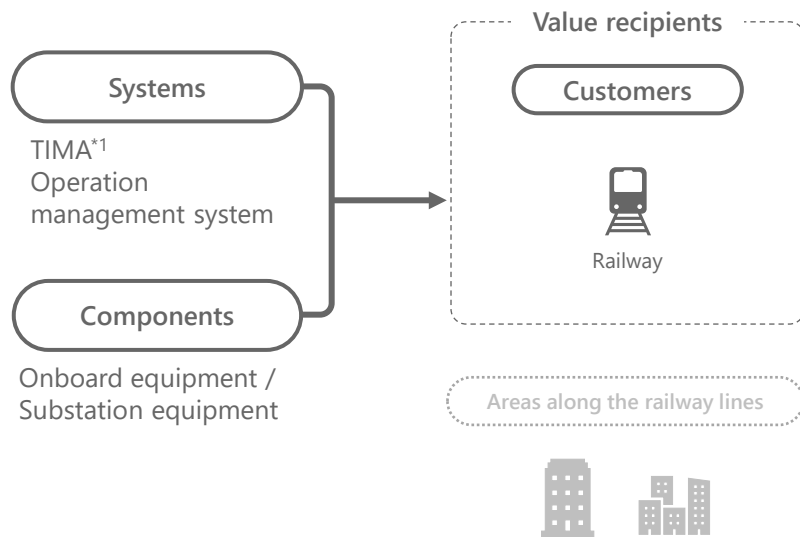 Value recipients
Systems
Customers
TIMA*1
Operation
management system
Railway
Components
Onboard equipment /
Substation equipment
Areas along the railway lines